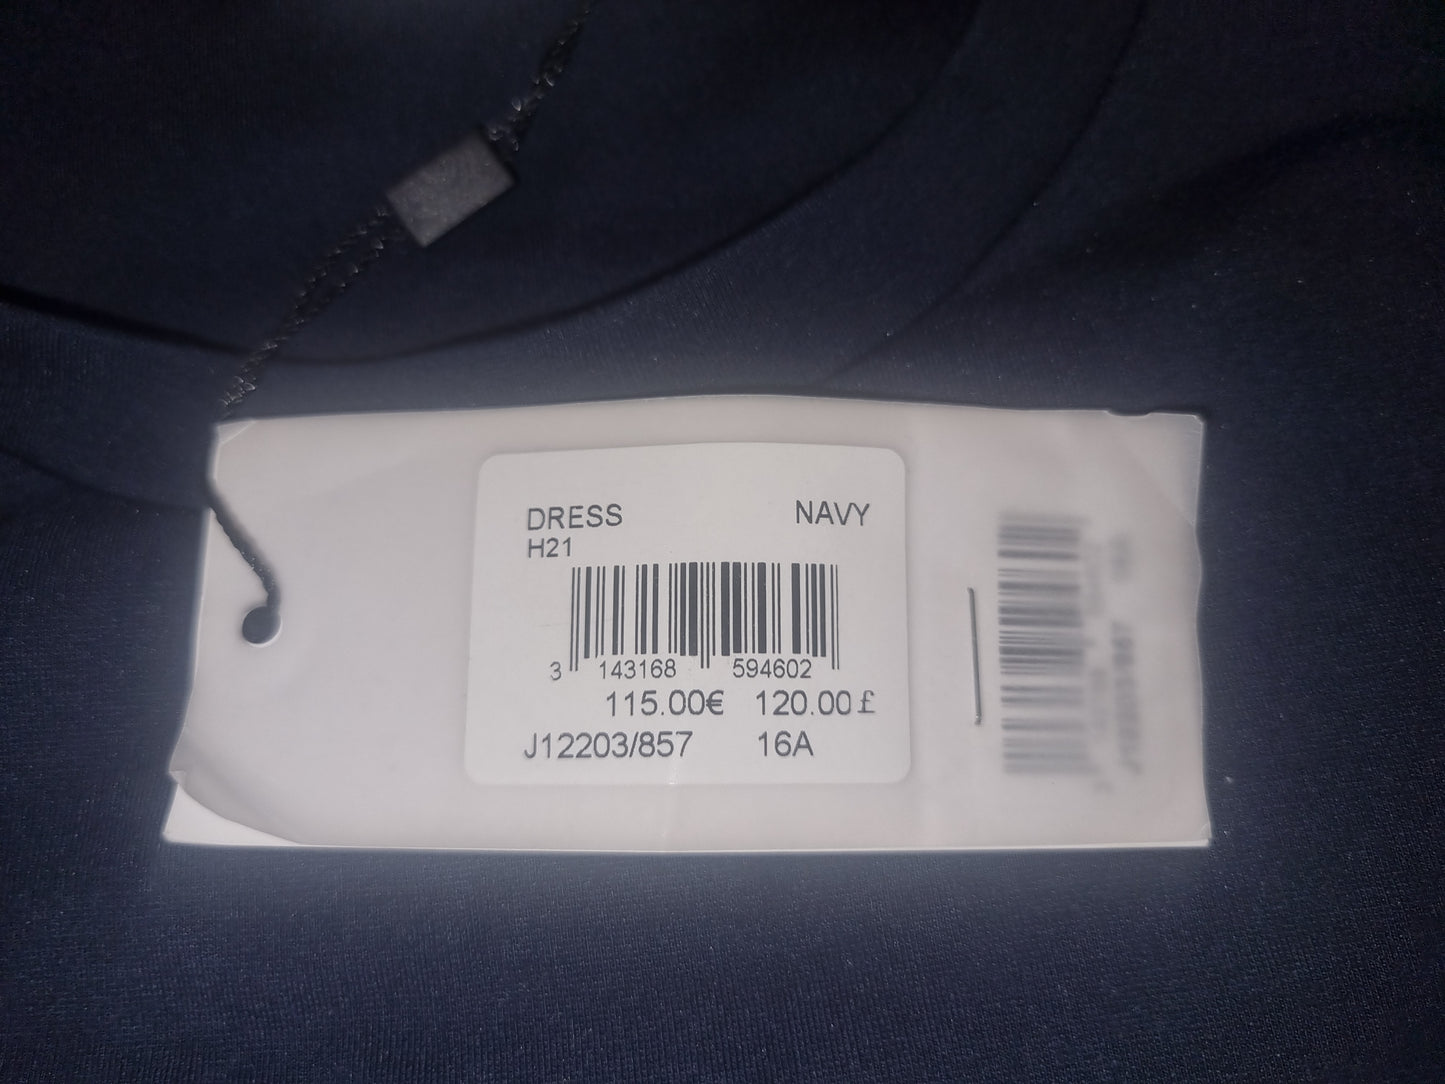 DRESS NAVY
H21
3 143168 594602
115.00€ 120.00£
J12203/857 16A